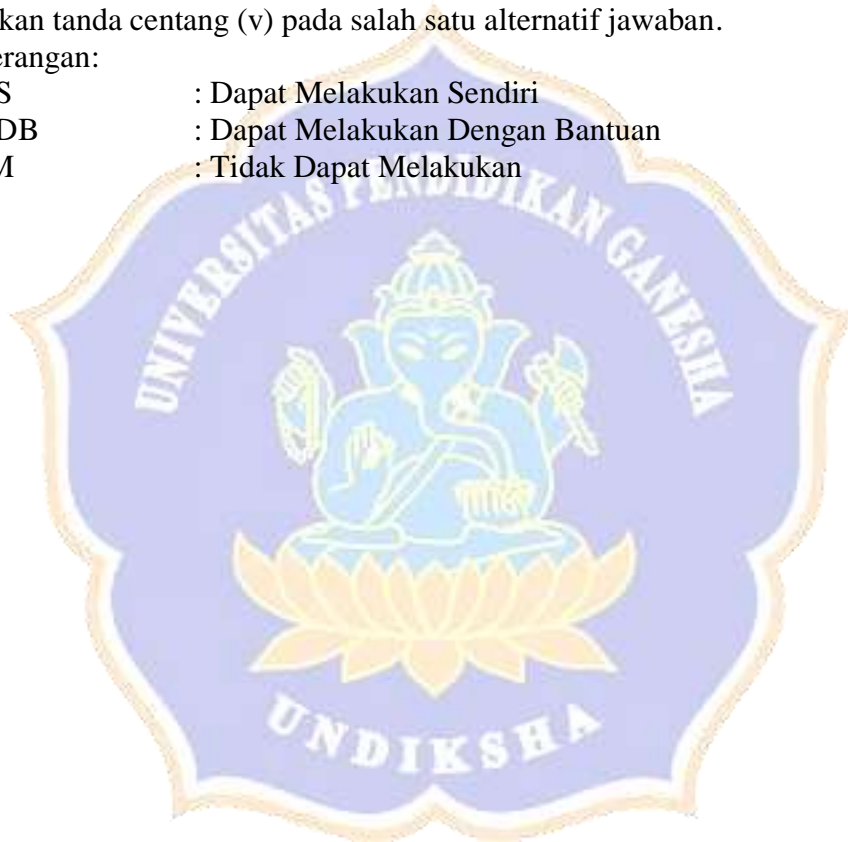 kan tanda centang (v) pada salah satu alternatif jawaban.
erangan:
S : Dapat Melakukan Sendiri
DB : Dapat Melakukan Dengan Bantuan
M : Tidak Dapat Melakukan
UNIVERSITAS PENDIDIKAN GANESHA
UNDIKSHA